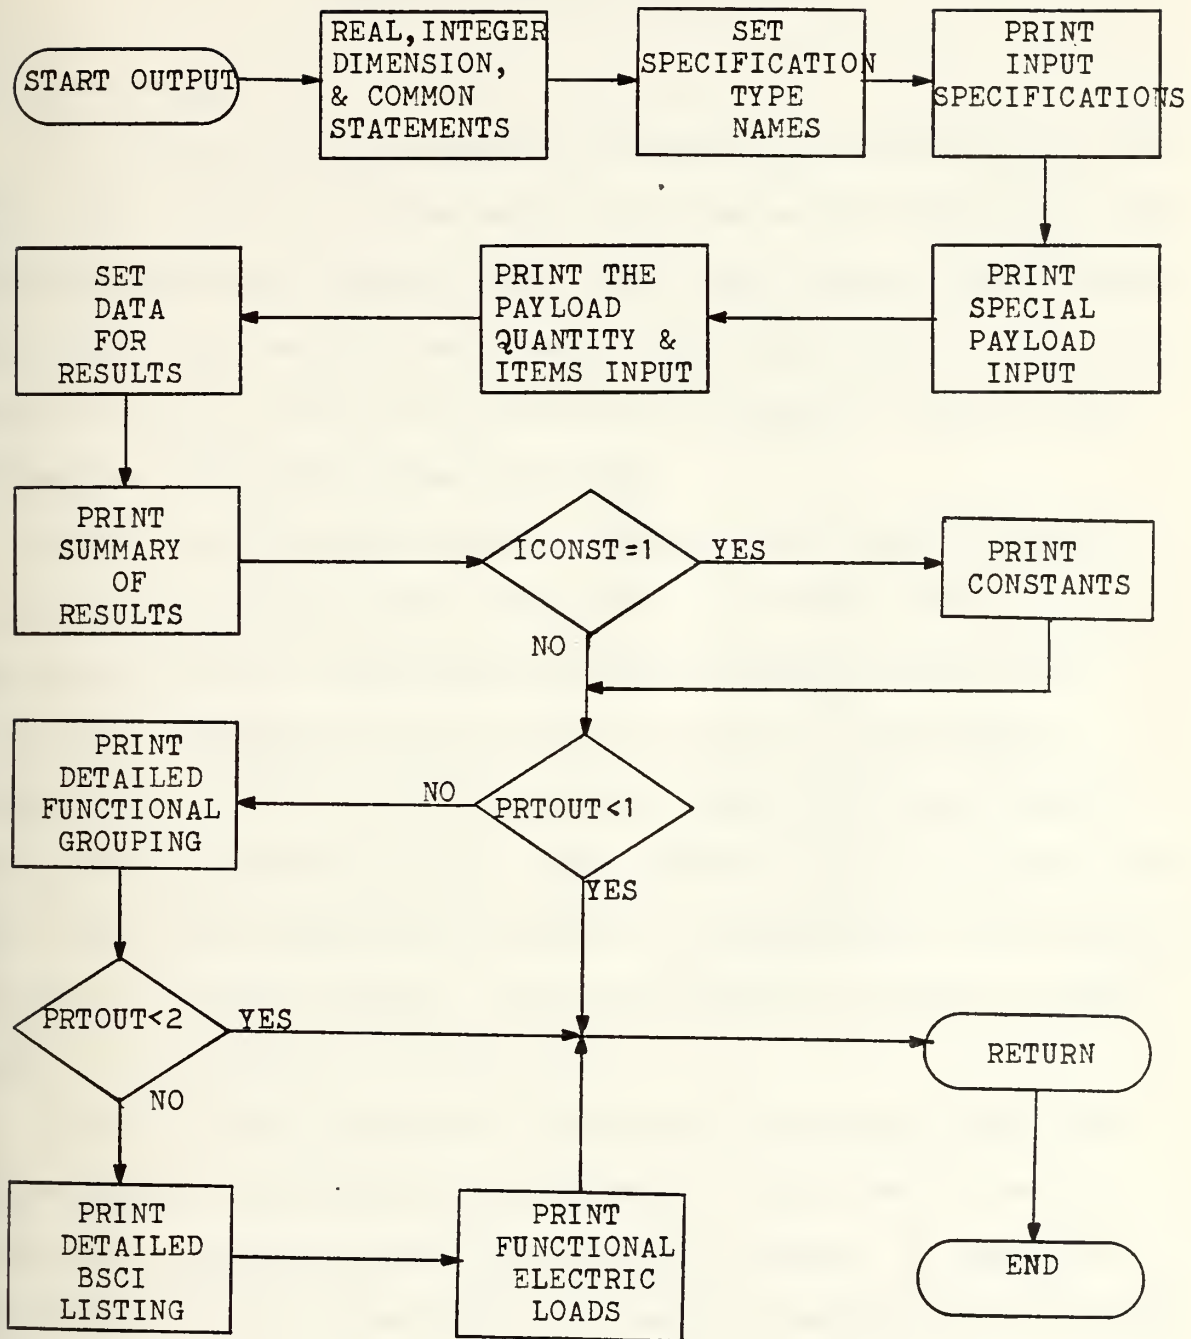 START OUTPUT
REAL, INTEGER
DIMENSION,
& COMMON
STATEMENTS
SET
SPECIFICATION
TYPE
NAMES
PRINT
INPUT
SPECIFICATIONS
SET
DATA
FOR
RESULTS
PRINT THE
PAYLOAD
QUANTITY &
ITEMS INPUT
PRINT
SPECIAL
PAYLOAD
INPUT
PRINT
SUMMARY
OF
RESULTS
ICONST=1
YES
PRINT
CONSTANTS
NO
PRINT
DETAILED
FUNCTIONAL
GROUPING
NO
PRTOUT<1
YES
PRTOUT<2
YES
RETURN
NO
PRINT
DETAILED
BSCI
LISTING
PRINT
FUNCTIONAL
ELECTRIC
LOADS
END